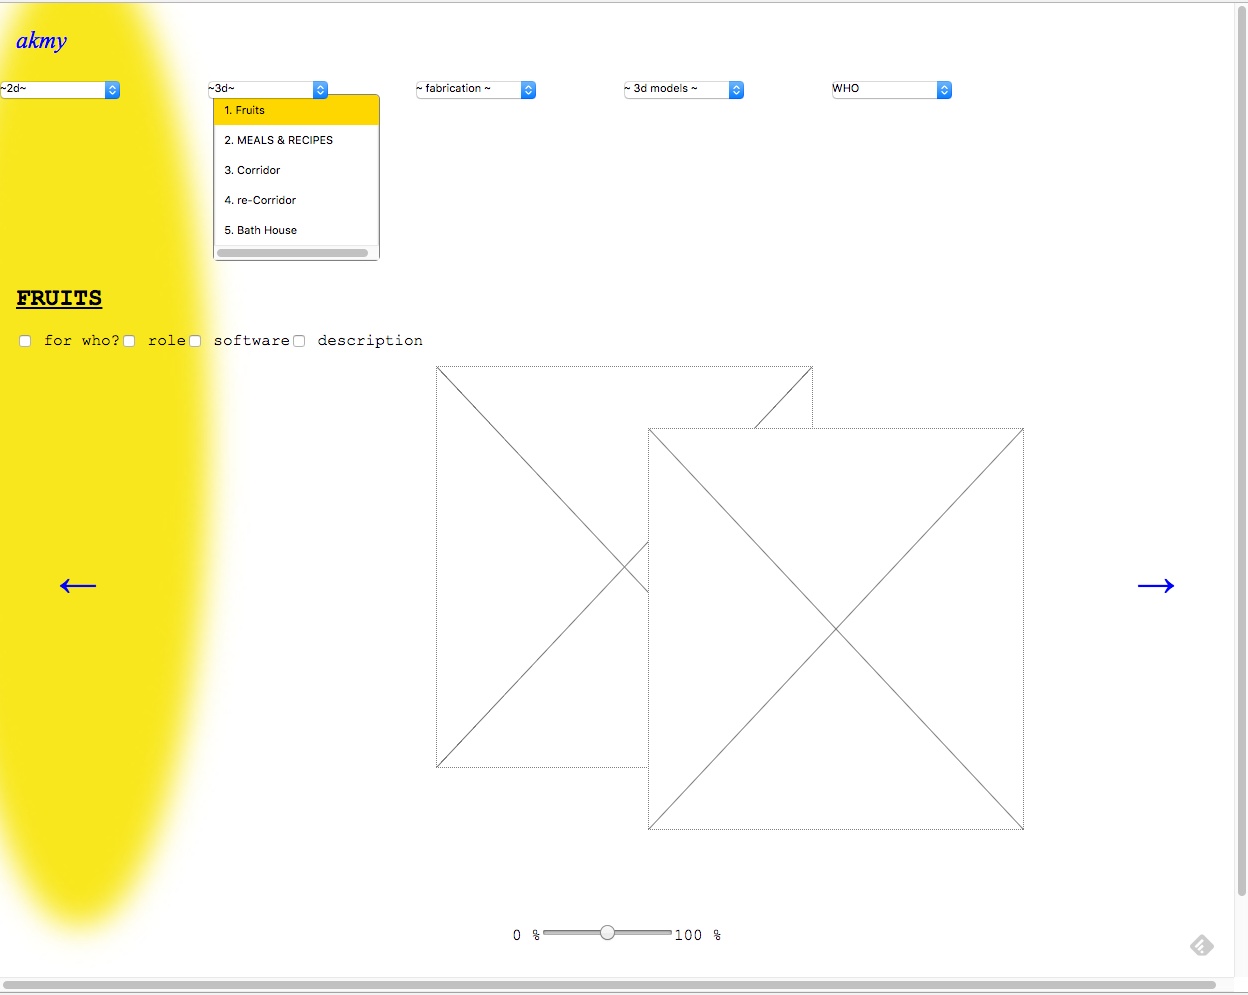 akmy
~2d~ ~3d~ ~ fabrication ~ ~ 3d models ~ WHO
1. Fruits
2. MEALS & RECIPES
3. Corridor
4. re-Corridor
5. Bath House
FRUITS
for who? role software description
← →
0 % 100 %